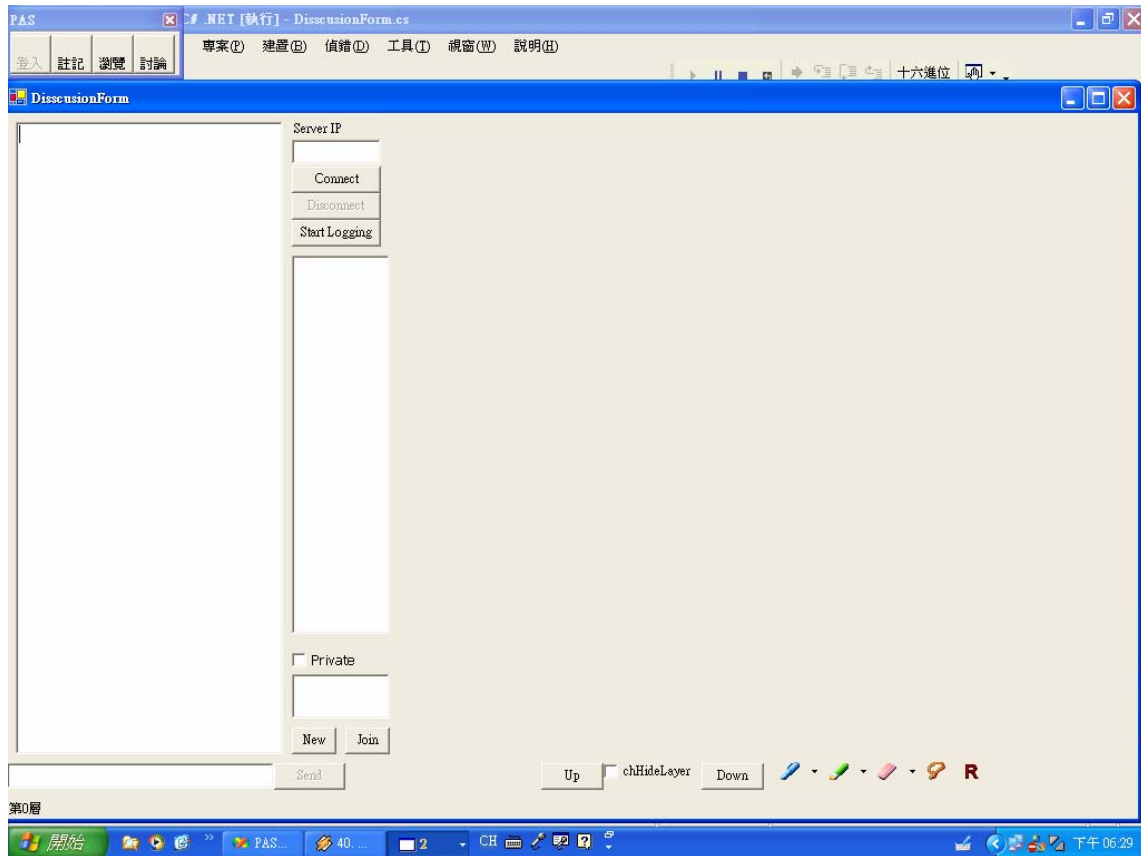 PAS
C# .NET [執行] - DisscusionForm.cs
專案(P) 建置(B) 偵錯(D) 工具(T) 視窗(W) 說明(H)
登入 註記 瀏覽 討論
十六進位
DisscusionForm
Server IP
Connect
Disconnect
Start Logging
Private
New Join
Send
Up chHideLayer Down R
第0層
開始 PAS... 40. ... 2 CH 下午 06:29